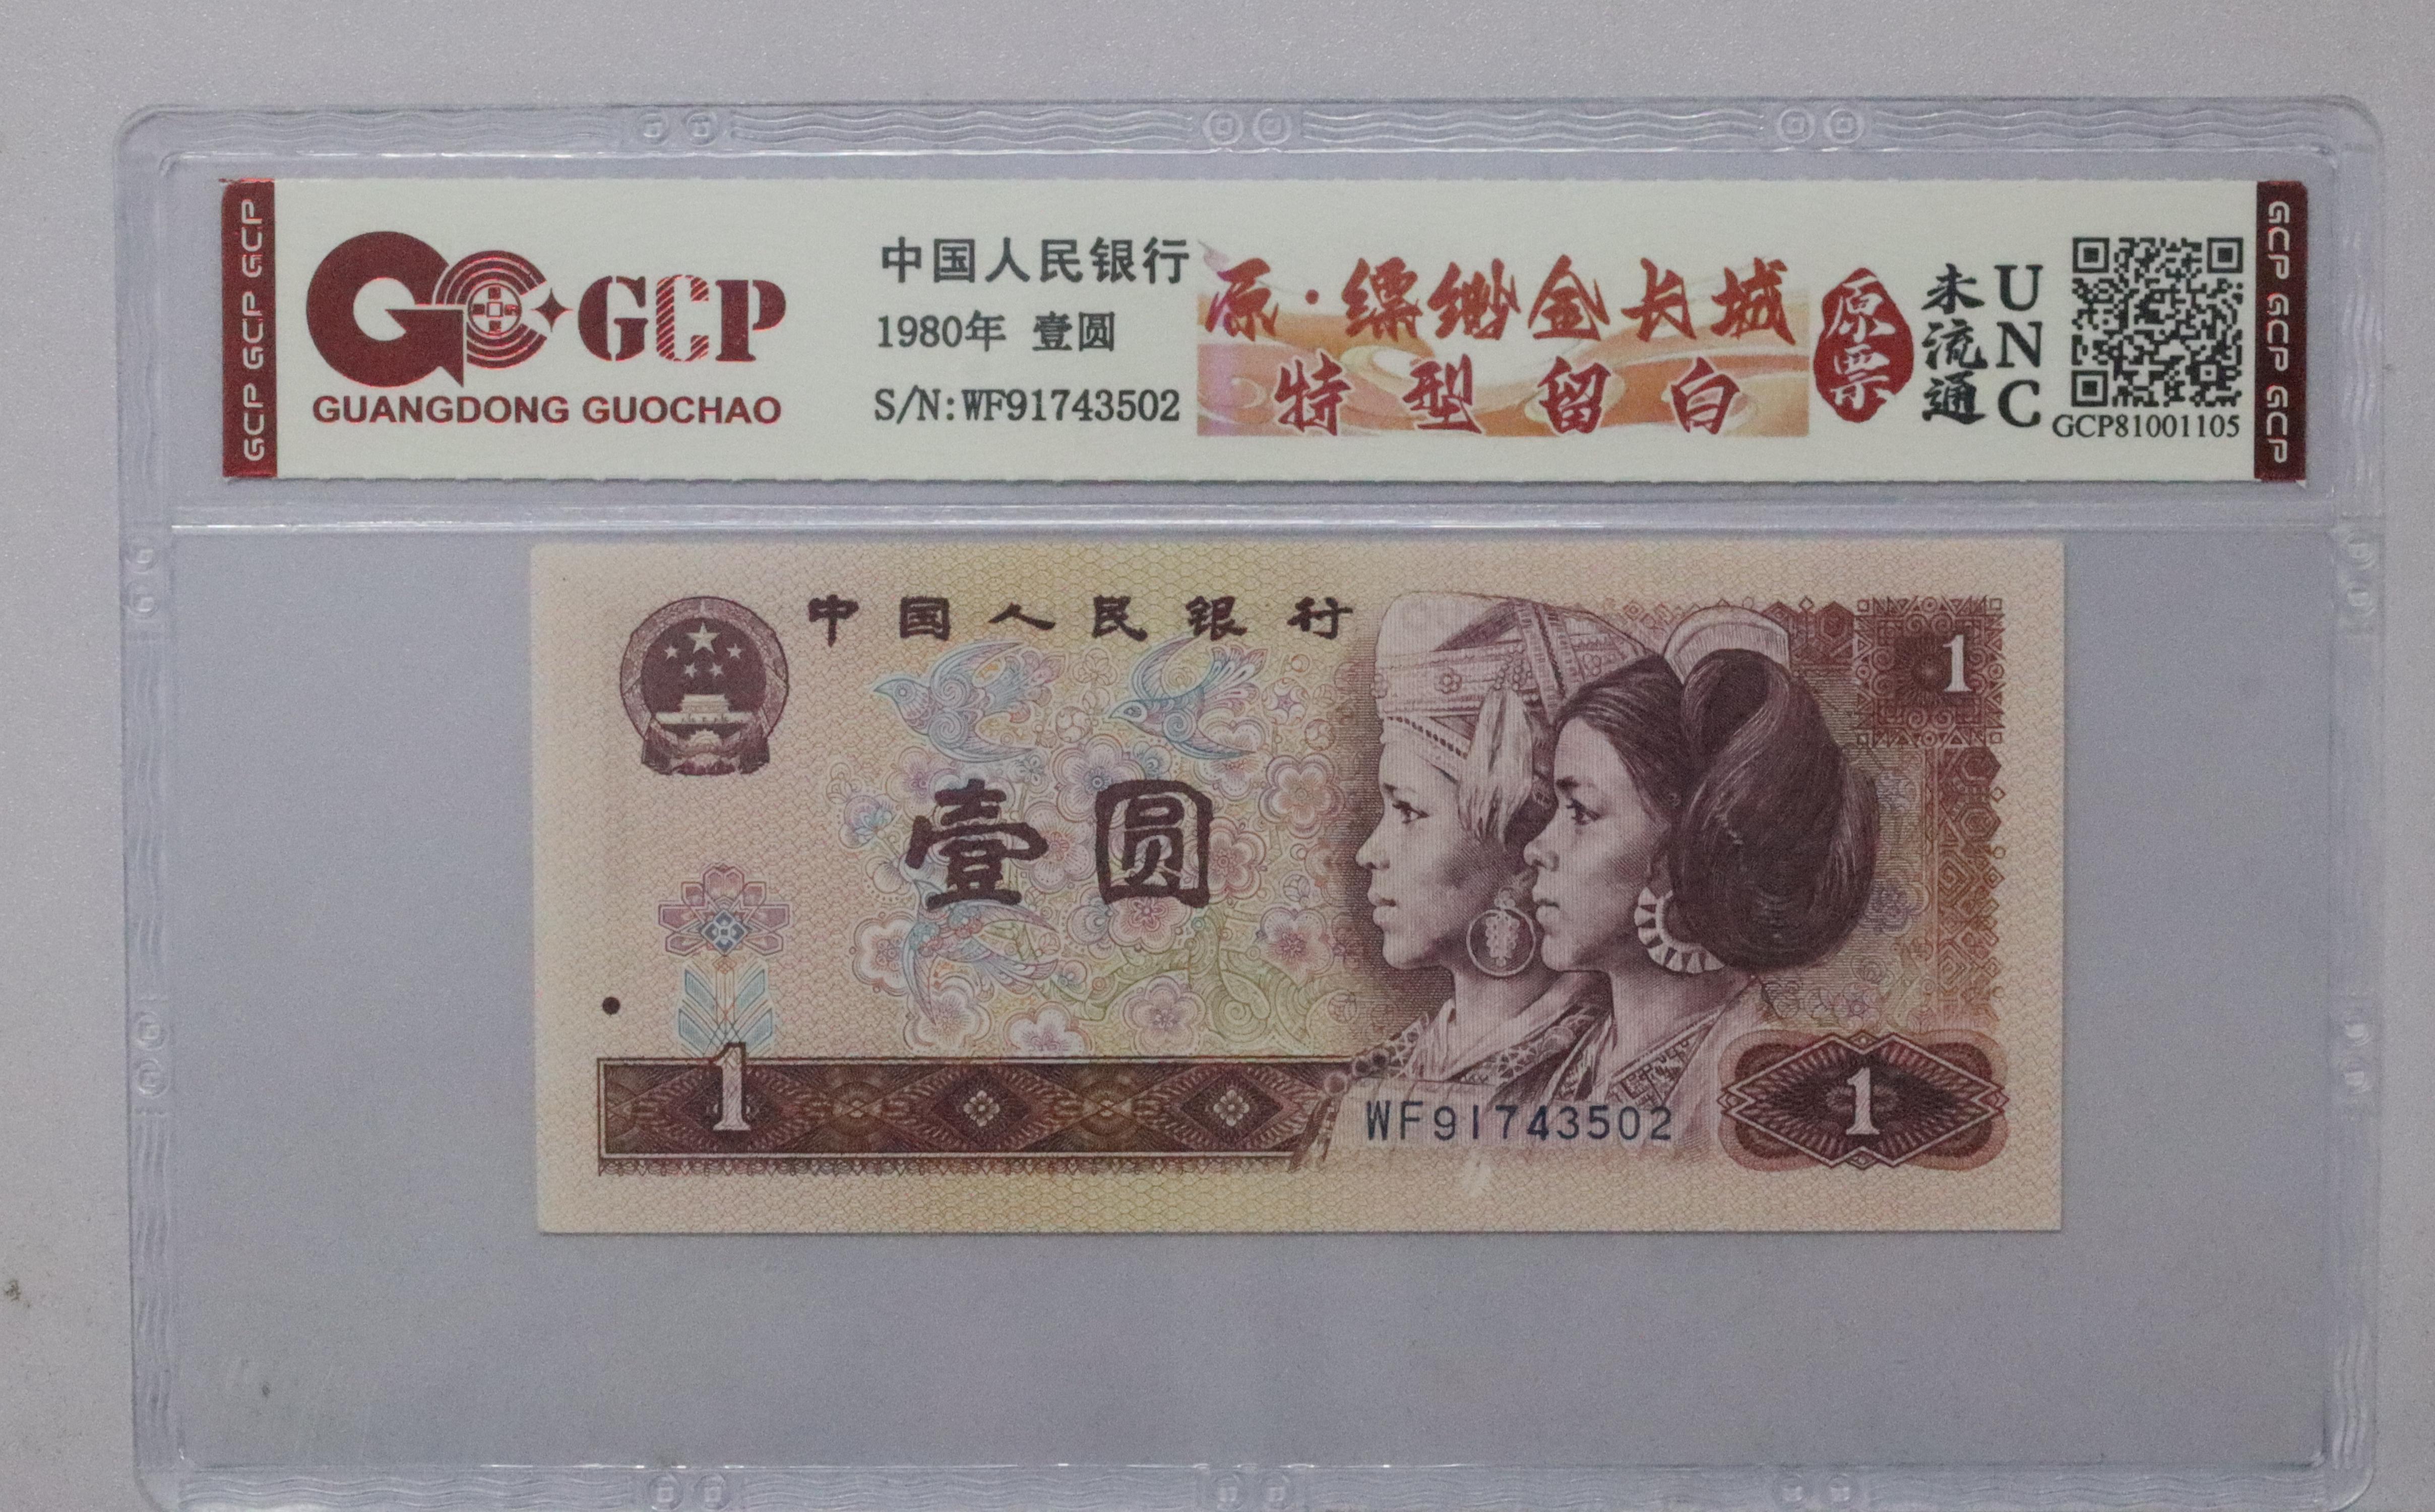 GCP GCP GCP
GCP
GUANGDONG GUOCHAO
中国人民银行
1980年 壹圆
S/N:WF91743502
原·缥缈金长城
特型留白
原票
未流通
UNC
GCP81001105
GCP GCP GCP
中国人民银行
1
壹圆
1
WF91743502
1